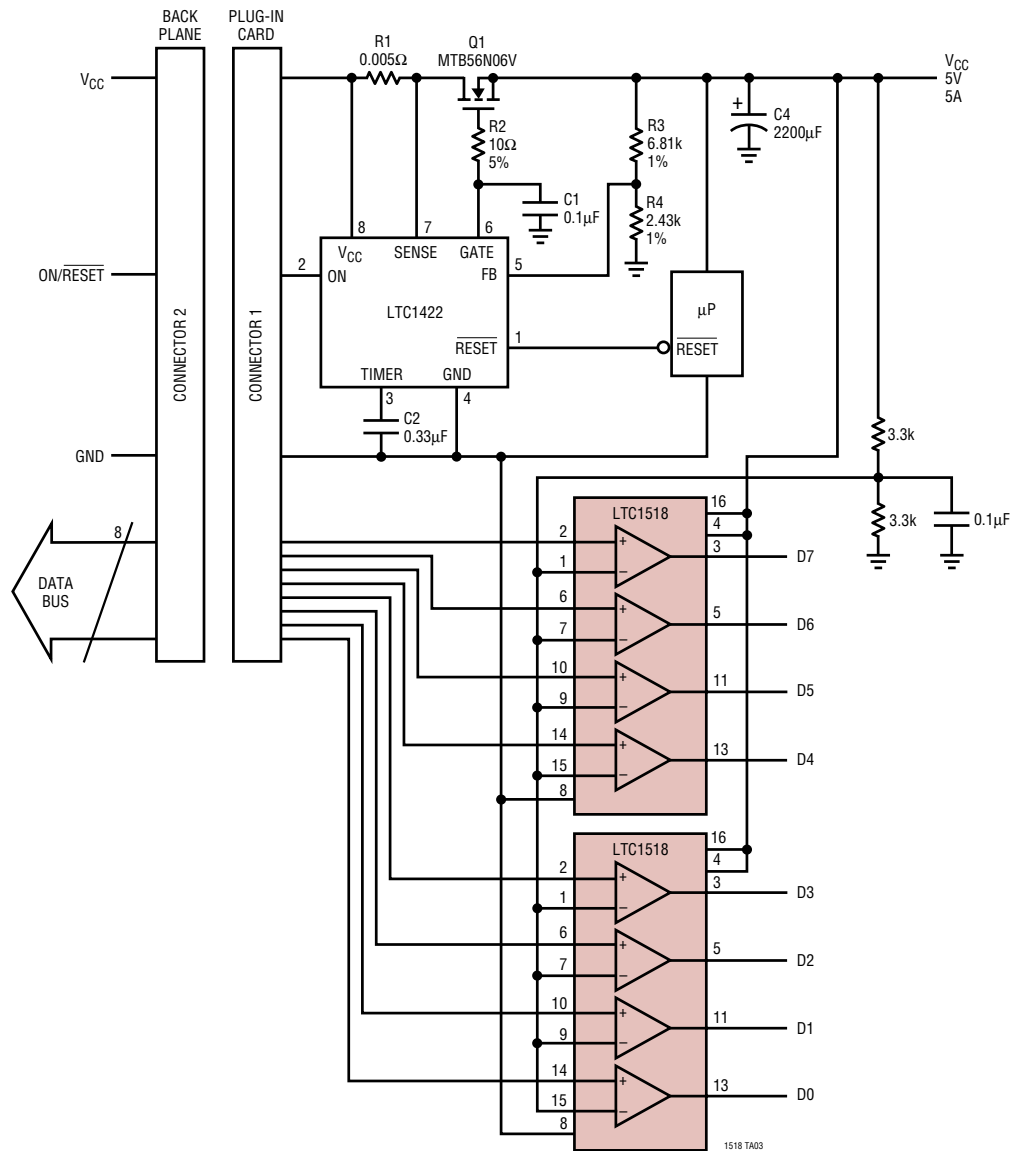 BACK
PLANE
PLUG-IN
CARD
R1
0.005Ω
Q1
MTB56N06V
VCC
VCC
5V
5A
+
C4
2200µF
R2
10Ω
5%
R3
6.81k
1%
C1
0.1µF
R4
2.43k
1%
8
7
6
VCC
SENSE
GATE
2
ON
FB
5
ON/RESET
LTC1422
µP
RESET
1
RESET
CONNECTOR 2
CONNECTOR 1
TIMER
GND
3
4
C2
0.33µF
GND
3.3k
3.3k
0.1µF
8
DATA
BUS
LTC1518
16
4
2
+
3
D7
1
–
6
+
5
D6
7
–
10
+
11
D5
9
–
14
+
13
D4
15
–
8
LTC1518
16
4
2
+
3
D3
1
–
6
+
5
D2
7
–
10
+
11
D1
9
–
14
+
13
D0
15
–
8
1518 TA03